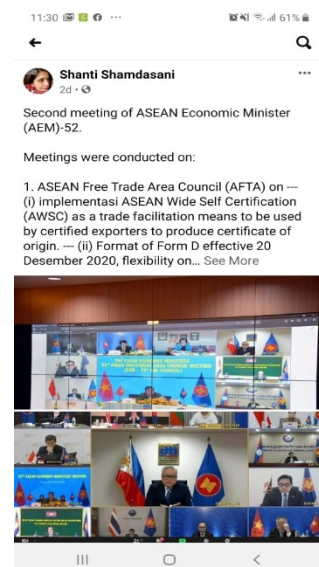 11:30
61%
Shanti Shamdasani
2d
Second meeting of ASEAN Economic Minister
(AEM)-52.
Meetings were conducted on:
1. ASEAN Free Trade Area Council (AFTA) on ---
(i) implementasi ASEAN Wide Self Certification
(AWSC) as a trade facilitation means to be used
by certified exporters to produce certificate of
origin. --- (ii) Format of Form D effective 20
Desember 2020, flexibility on... See More